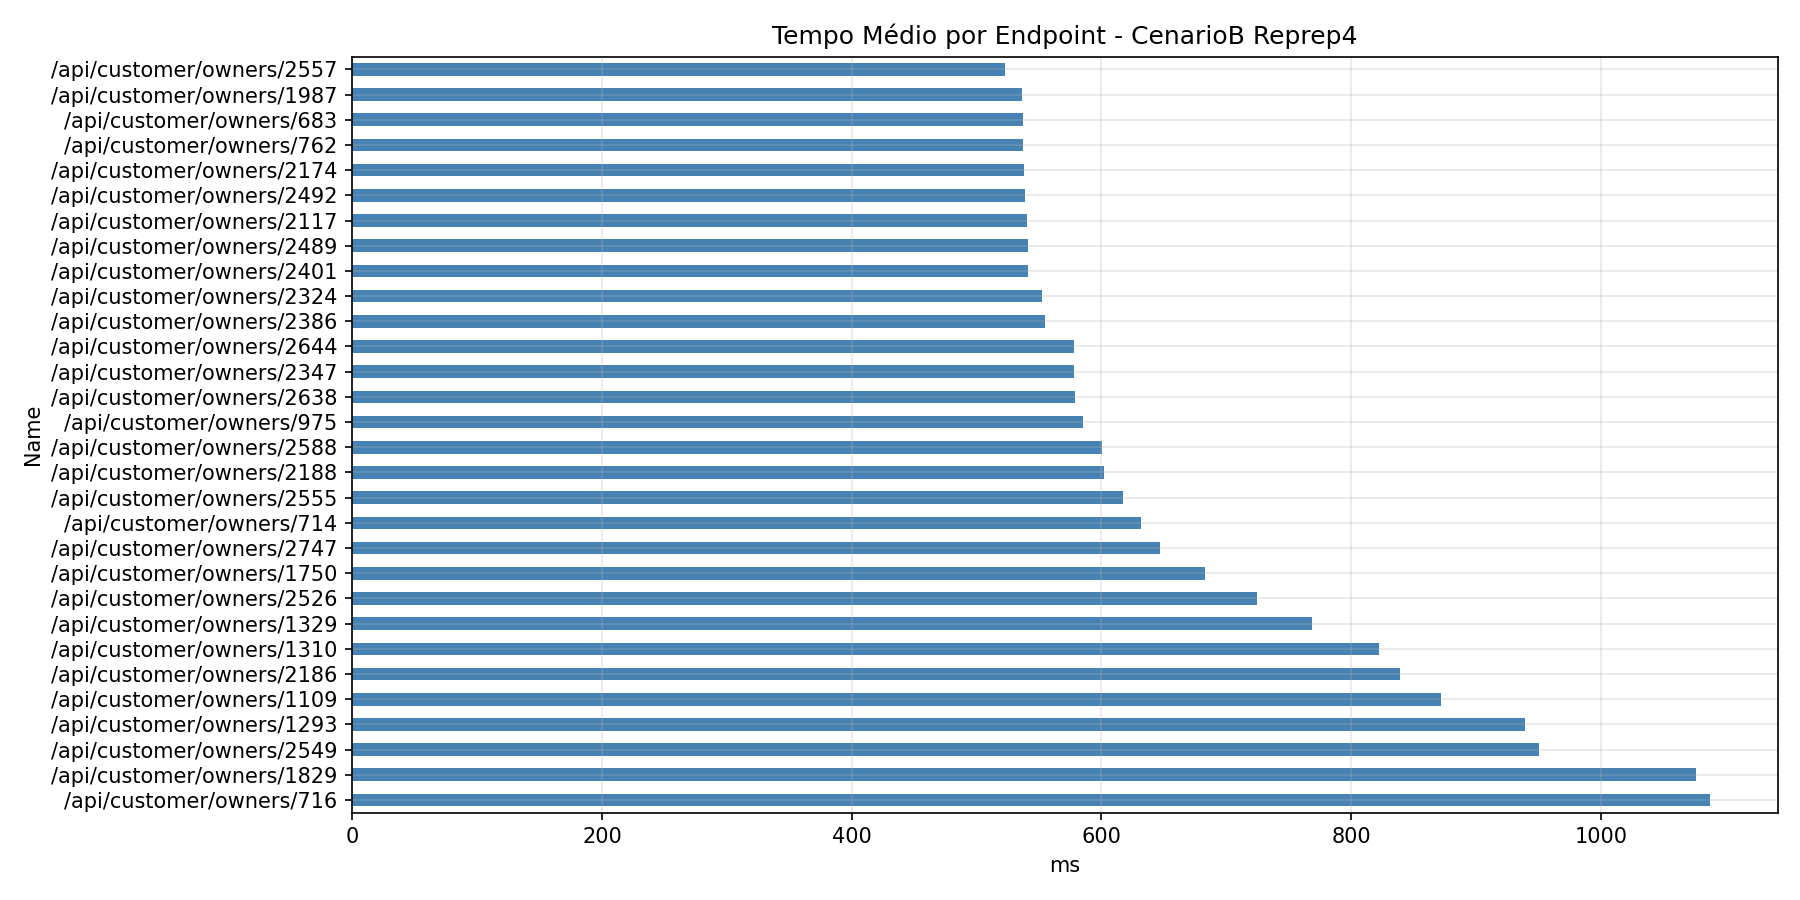 Tempo Médio por Endpoint - CenarioB Reprep4
/api/customer/owners/2557
/api/customer/owners/1987
/api/customer/owners/683
/api/customer/owners/762
/api/customer/owners/2174
/api/customer/owners/2492
/api/customer/owners/2117
/api/customer/owners/2489
/api/customer/owners/2401
/api/customer/owners/2324
/api/customer/owners/2386
/api/customer/owners/2644
/api/customer/owners/2347
/api/customer/owners/2638
/api/customer/owners/975
/api/customer/owners/2588
/api/customer/owners/2188
/api/customer/owners/2555
/api/customer/owners/714
/api/customer/owners/2747
/api/customer/owners/1750
/api/customer/owners/2526
/api/customer/owners/1329
/api/customer/owners/1310
/api/customer/owners/2186
/api/customer/owners/1109
/api/customer/owners/1293
/api/customer/owners/2549
/api/customer/owners/1829
/api/customer/owners/716
Name
0 200 400 600 800 1000
ms